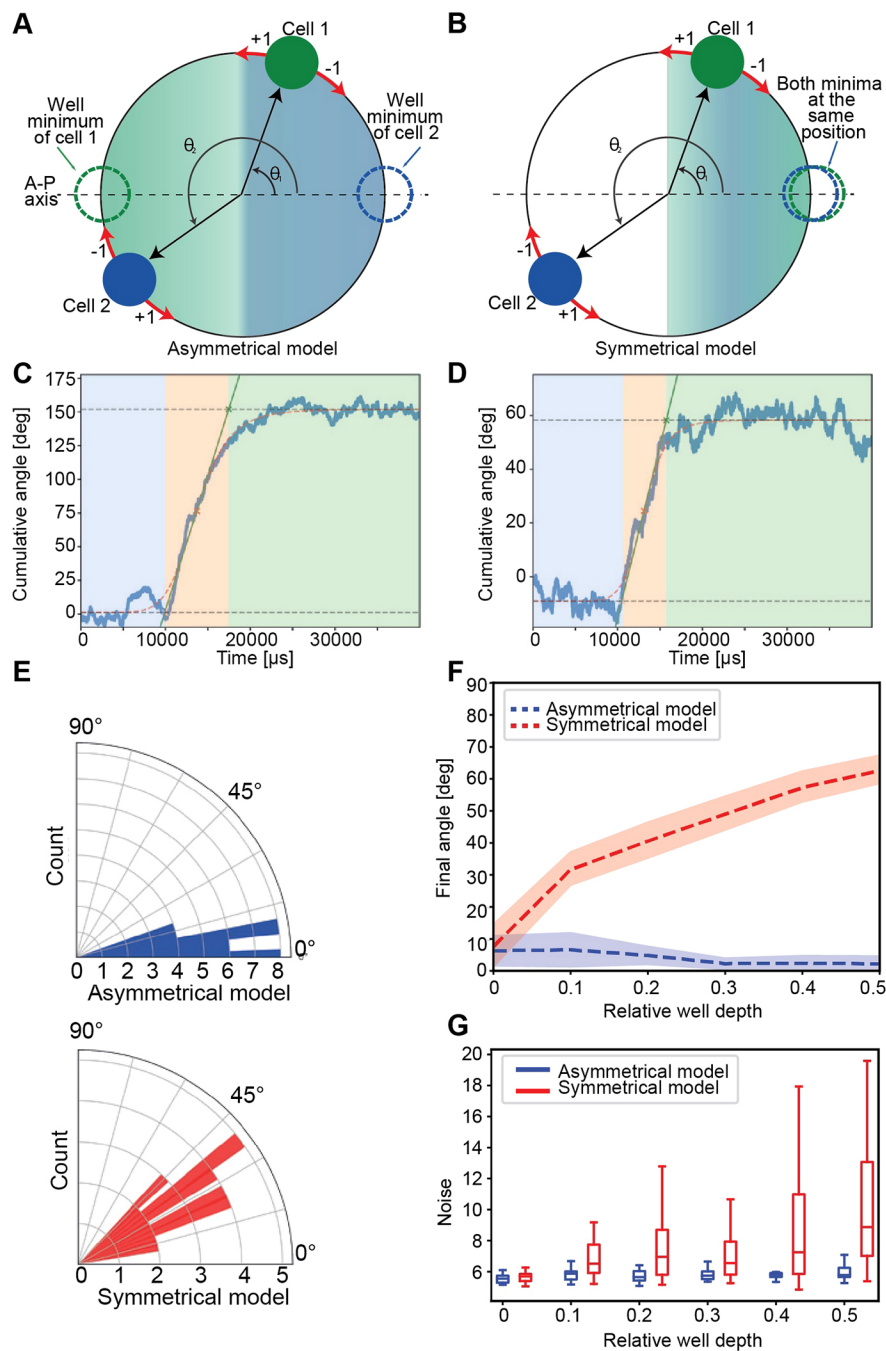 A
Cell 1
+1
-1
Well
minimum
of cell 1
Well
minimum
of cell 2
θ2
θ1
A-P
axis
-1
Cell 2
+1
Asymmetrical model
B
Cell 1
+1
-1
Both minima
at the
same
position
θ2
θ1
-1
Cell 2
+1
Symmetrical model
C
Cumulative angle [deg]
175
150
125
100
75
50
25
0
0 10000 20000 30000
Time [µs]
D
Cumulative angle [deg]
60
40
20
0
0 10000 20000 30000
Time [µs]
E
90°
45°
0°
Count
0 1 2 3 4 5 6 7 8
Asymmetrical model
90°
45°
0°
Count
0 1 2 3 4 5
Symmetrical model
F
Final angle [deg]
90
80
70
60
50
40
30
20
10
0
Asymmetrical model
Symmetrical model
0 0.1 0.2 0.3 0.4 0.5
Relative well depth
G
Noise
20
18
16
14
12
10
8
6
Asymmetrical model
Symmetrical model
0 0.1 0.2 0.3 0.4 0.5
Relative well depth